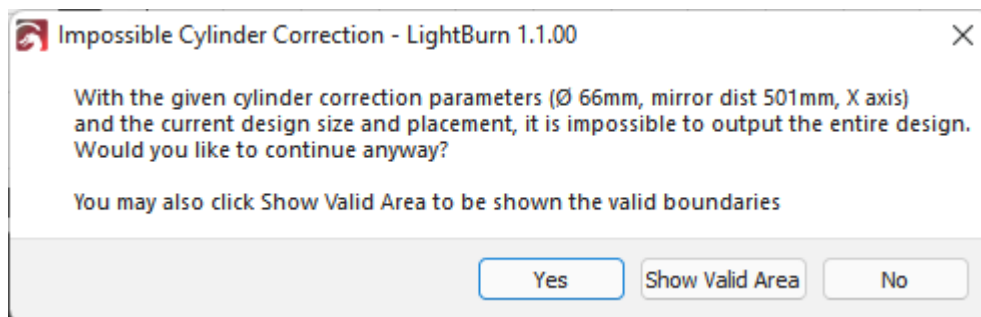 Impossible Cylinder Correction - LightBurn 1.1.00
With the given cylinder correction parameters (Ø 66mm, mirror dist 501mm, X axis)
and the current design size and placement, it is impossible to output the entire design.
Would you like to continue anyway?
You may also click Show Valid Area to be shown the valid boundaries
Yes
Show Valid Area
No